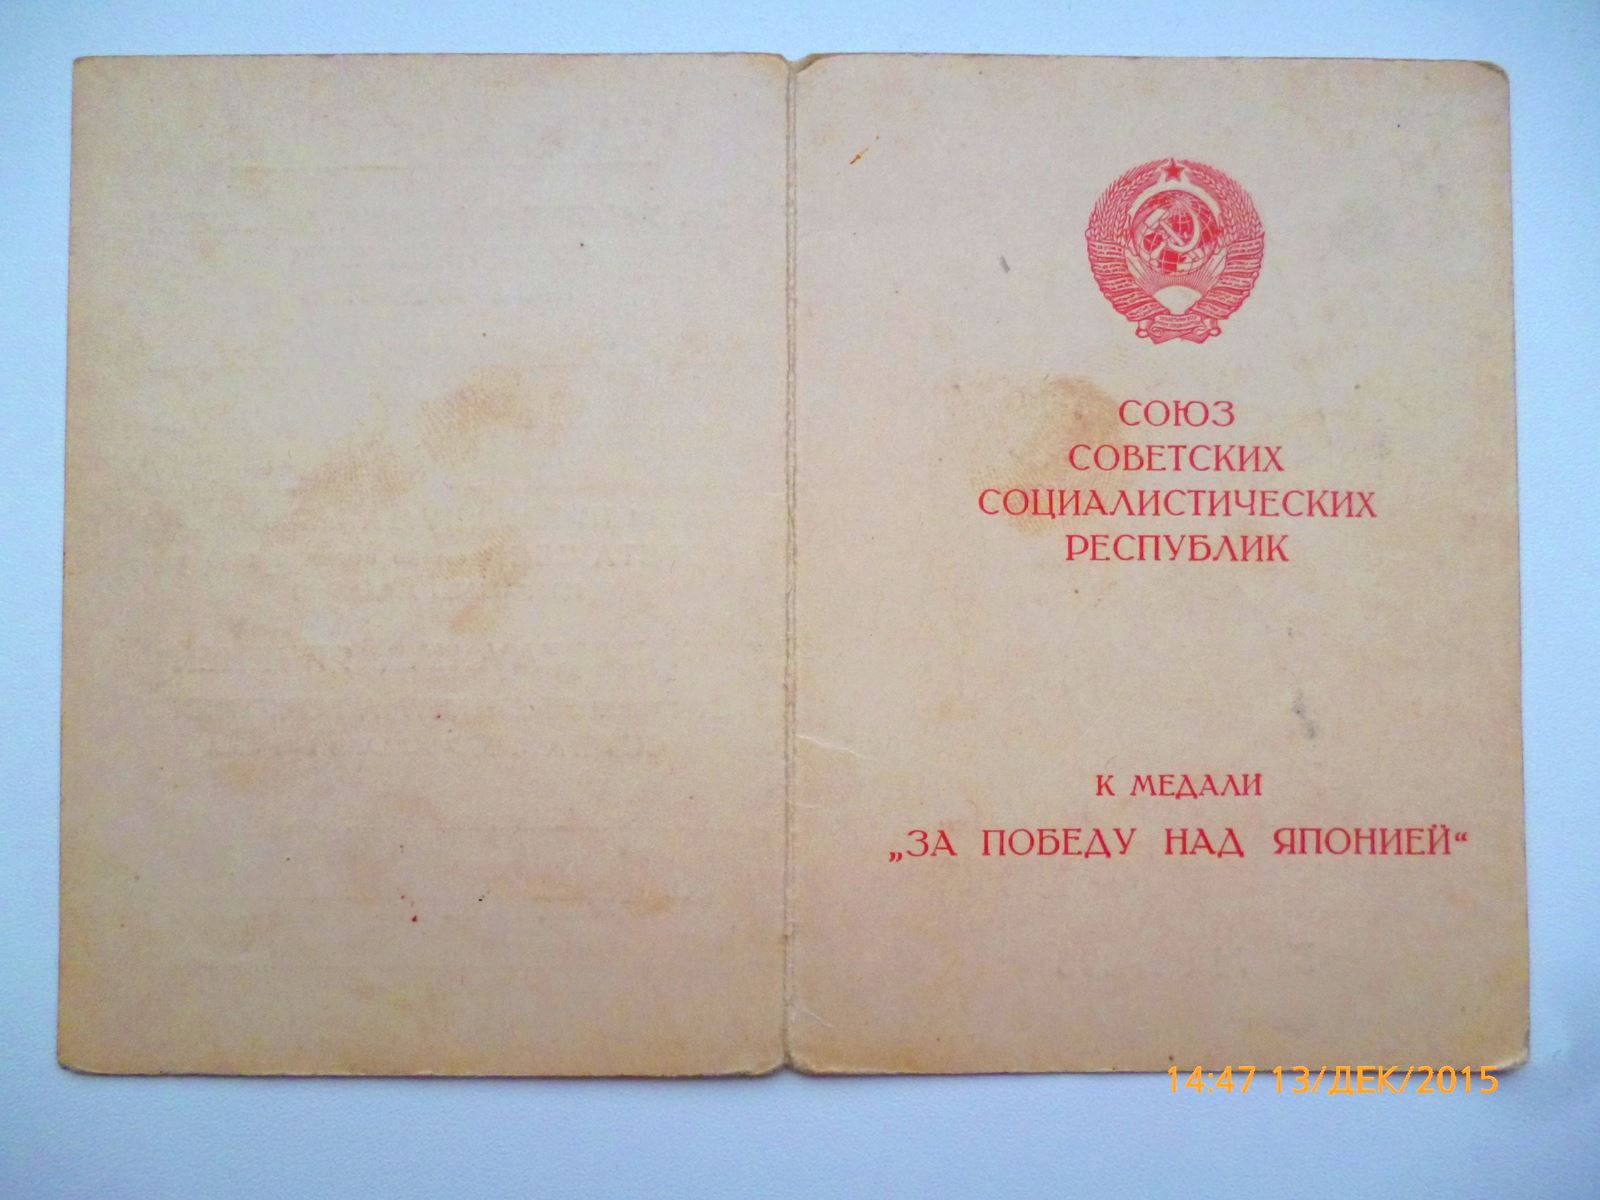 СОЮЗ
СОВЕТСКИХ
СОЦИАЛИСТИЧЕСКИХ
РЕСПУБЛИК
К МЕДАЛИ
„ЗА ПОБЕДУ НАД ЯПОНИЕЙ“
14:47 13/ДЕК/2015